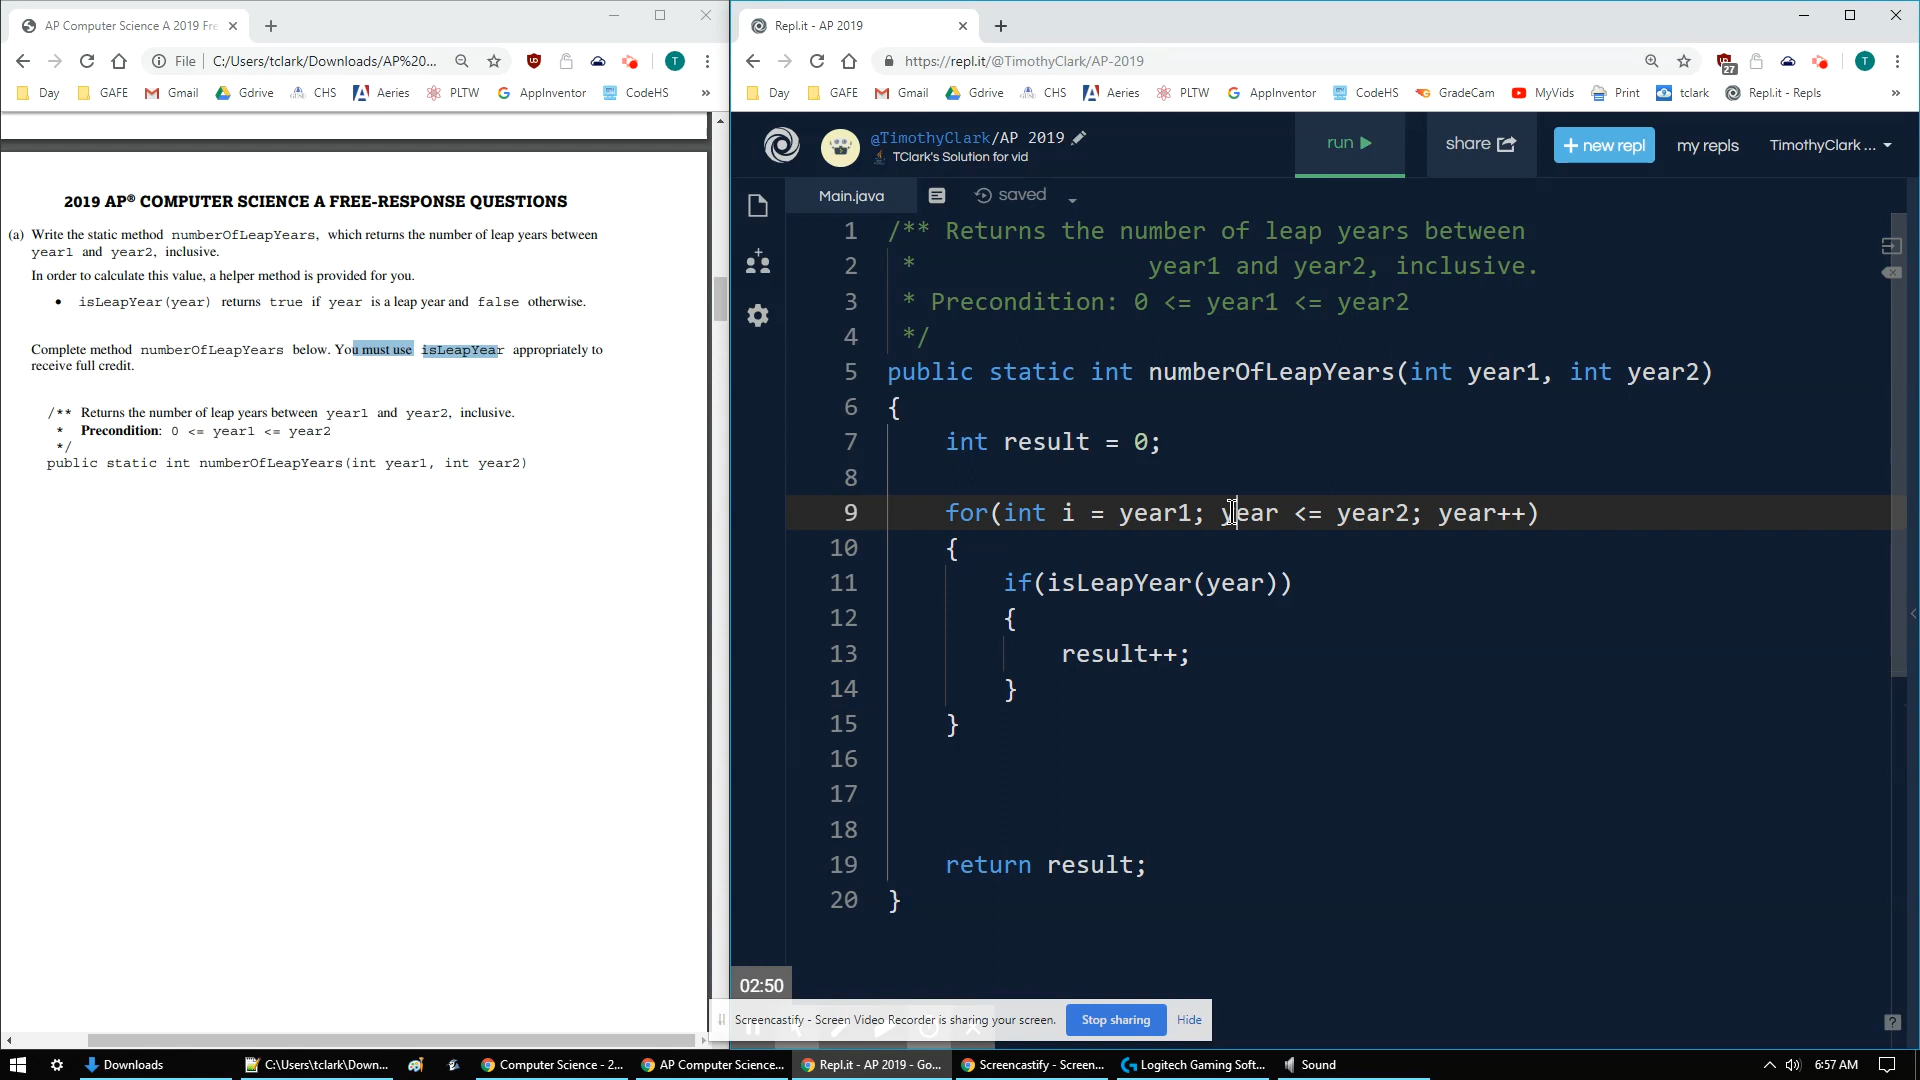 AP Computer Science A 2019 Fre
File
C:/Users/tclark/Downloads/AP%20...
T
Day
GAFE
Gmail
Gdrive
CHS
Aeries
PLTW
AppInventor
CodeHS
»
2019 AP® COMPUTER SCIENCE A FREE-RESPONSE QUESTIONS
(a) Write the static method numberOfLeapYears, which returns the number of leap years between
year1 and year2, inclusive.
In order to calculate this value, a helper method is provided for you.
• isLeapYear(year) returns true if year is a leap year and false otherwise.
Complete method numberOfLeapYears below. You must use isLeapYear appropriately to
receive full credit.
/** Returns the number of leap years between year1 and year2, inclusive.
* Precondition: 0 <= year1 <= year2
*/
public static int numberOfLeapYears(int year1, int year2)
Repl.it - AP 2019
https://repl.it/@TimothyClark/AP-2019
27
T
Day
GAFE
Gmail
Gdrive
CHS
Aeries
PLTW
AppInventor
CodeHS
GradeCam
MyVids
Print
tclark
Repl.it - Repls
»
@TimothyClark/AP 2019
TClark's Solution for vid
run
share
+ new repl
my repls
TimothyClark ...
Main.java
saved
1 /** Returns the number of leap years between
2 * year1 and year2, inclusive.
3 * Precondition: 0 <= year1 <= year2
4 */
5 public static int numberOfLeapYears(int year1, int year2)
6 {
7 int result = 0;
8
9 for(int i = year1; year <= year2; year++)
10 {
11 if(isLeapYear(year))
12 {
13 result++;
14 }
15 }
16
17
18
19 return result;
20 }
02:50
Screencastify - Screen Video Recorder is sharing your screen.
Stop sharing
Hide
?
Downloads
C:\Users\tclark\Down...
Computer Science - 2...
AP Computer Science...
Repl.it - AP 2019 - Go...
Screencastify - Screen...
Logitech Gaming Soft...
Sound
6:57 AM